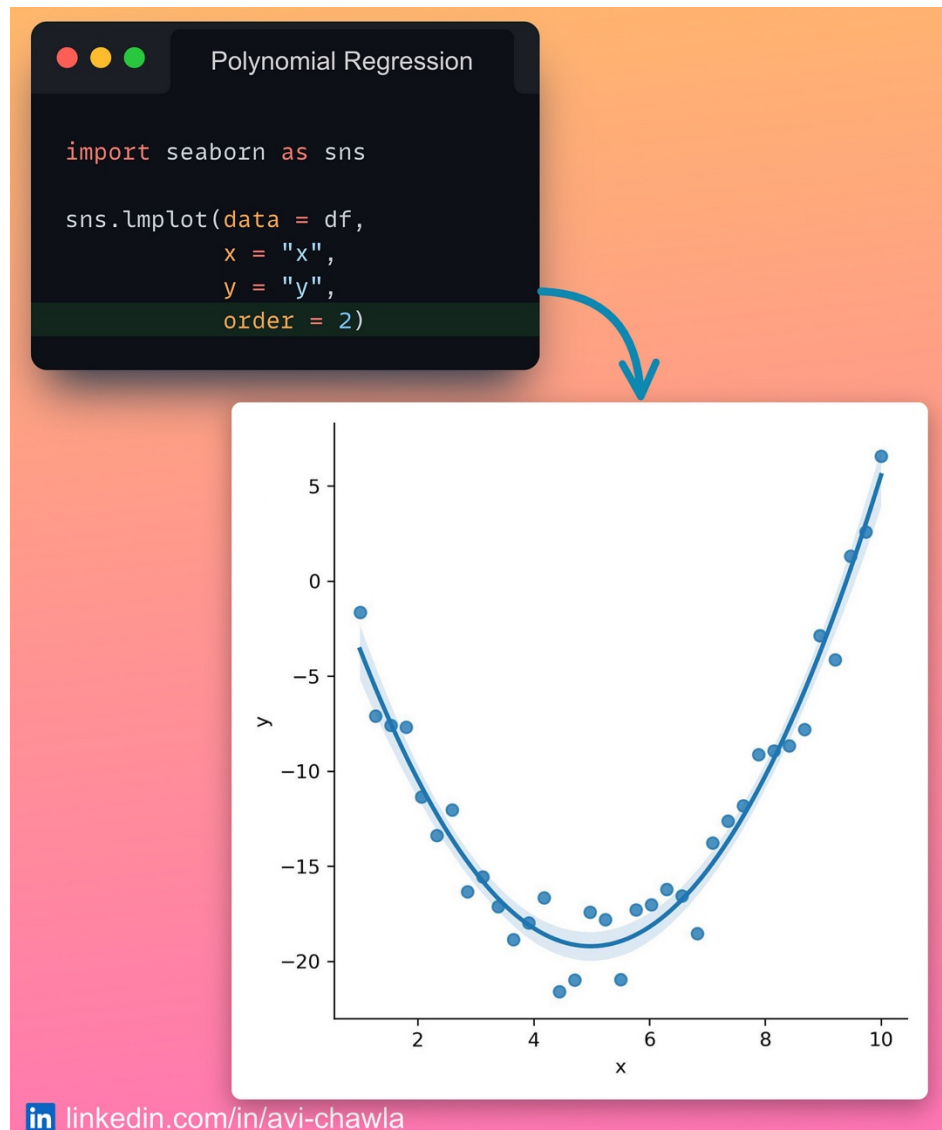 Polynomial Regression
import seaborn as sns
sns.lmplot(data = df,
x = "x",
y = "y",
order = 2)
5
0
−5
−10
−15
−20
y
2 4 6 8 10
x
in linkedin.com/in/avi-chawla